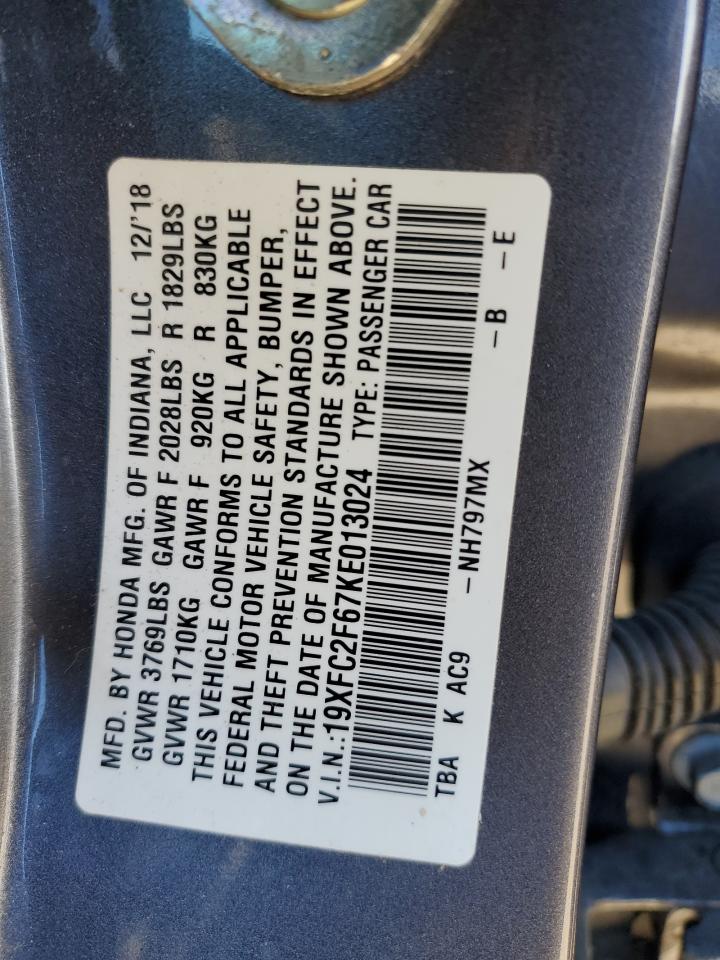 MFD. BY HONDA MFG. OF INDIANA, LLC 12/'18
GVWR 3769LBS GAWR F 2028LBS R 1829LBS
GVWR 1710KG GAWR F 920KG R 830KG
THIS VEHICLE CONFORMS TO ALL APPLICABLE
FEDERAL MOTOR VEHICLE SAFETY, BUMPER,
AND THEFT PREVENTION STANDARDS IN EFFECT
ON THE DATE OF MANUFACTURE SHOWN ABOVE.
V.I.N.:19XFC2F67KE013024 TYPE: PASSENGER CAR
TBA K AC9 –NH797MX –B –E